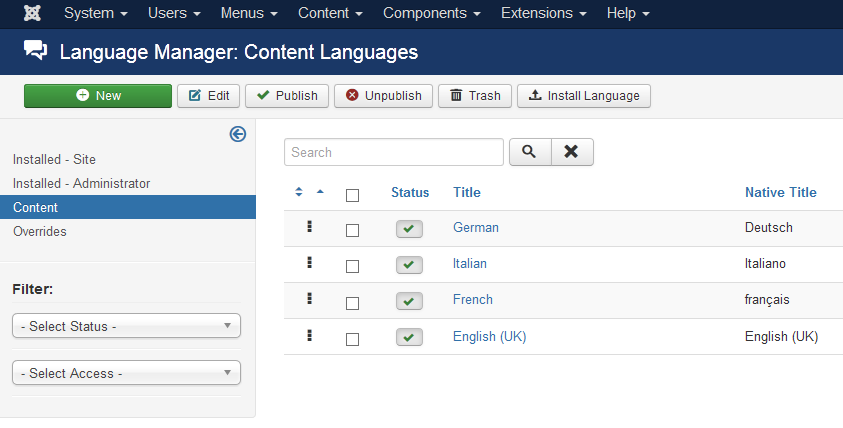 System Users Menus Content Components Extensions Help
Language Manager: Content Languages
New Edit Publish Unpublish Trash Install Language
Installed - Site
Installed - Administrator
Content
Overrides
Filter:
- Select Status -
- Select Access -
Search
Status Title Native Title
German Deutsch
Italian Italiano
French français
English (UK) English (UK)